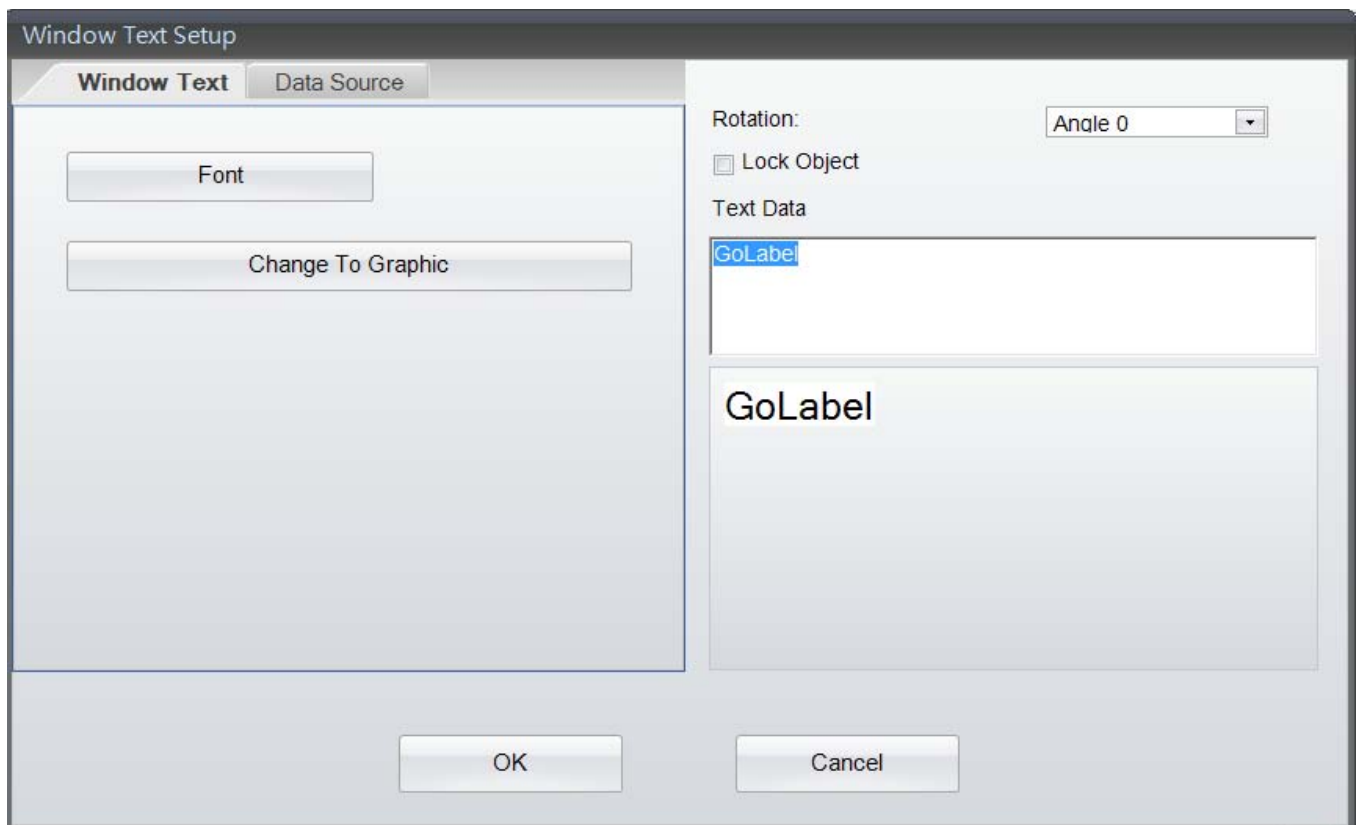 Window Text Setup
Window Text Data Source
Font
Change To Graphic
Rotation: Angle 0
Lock Object
Text Data
GoLabel
GoLabel
OK Cancel